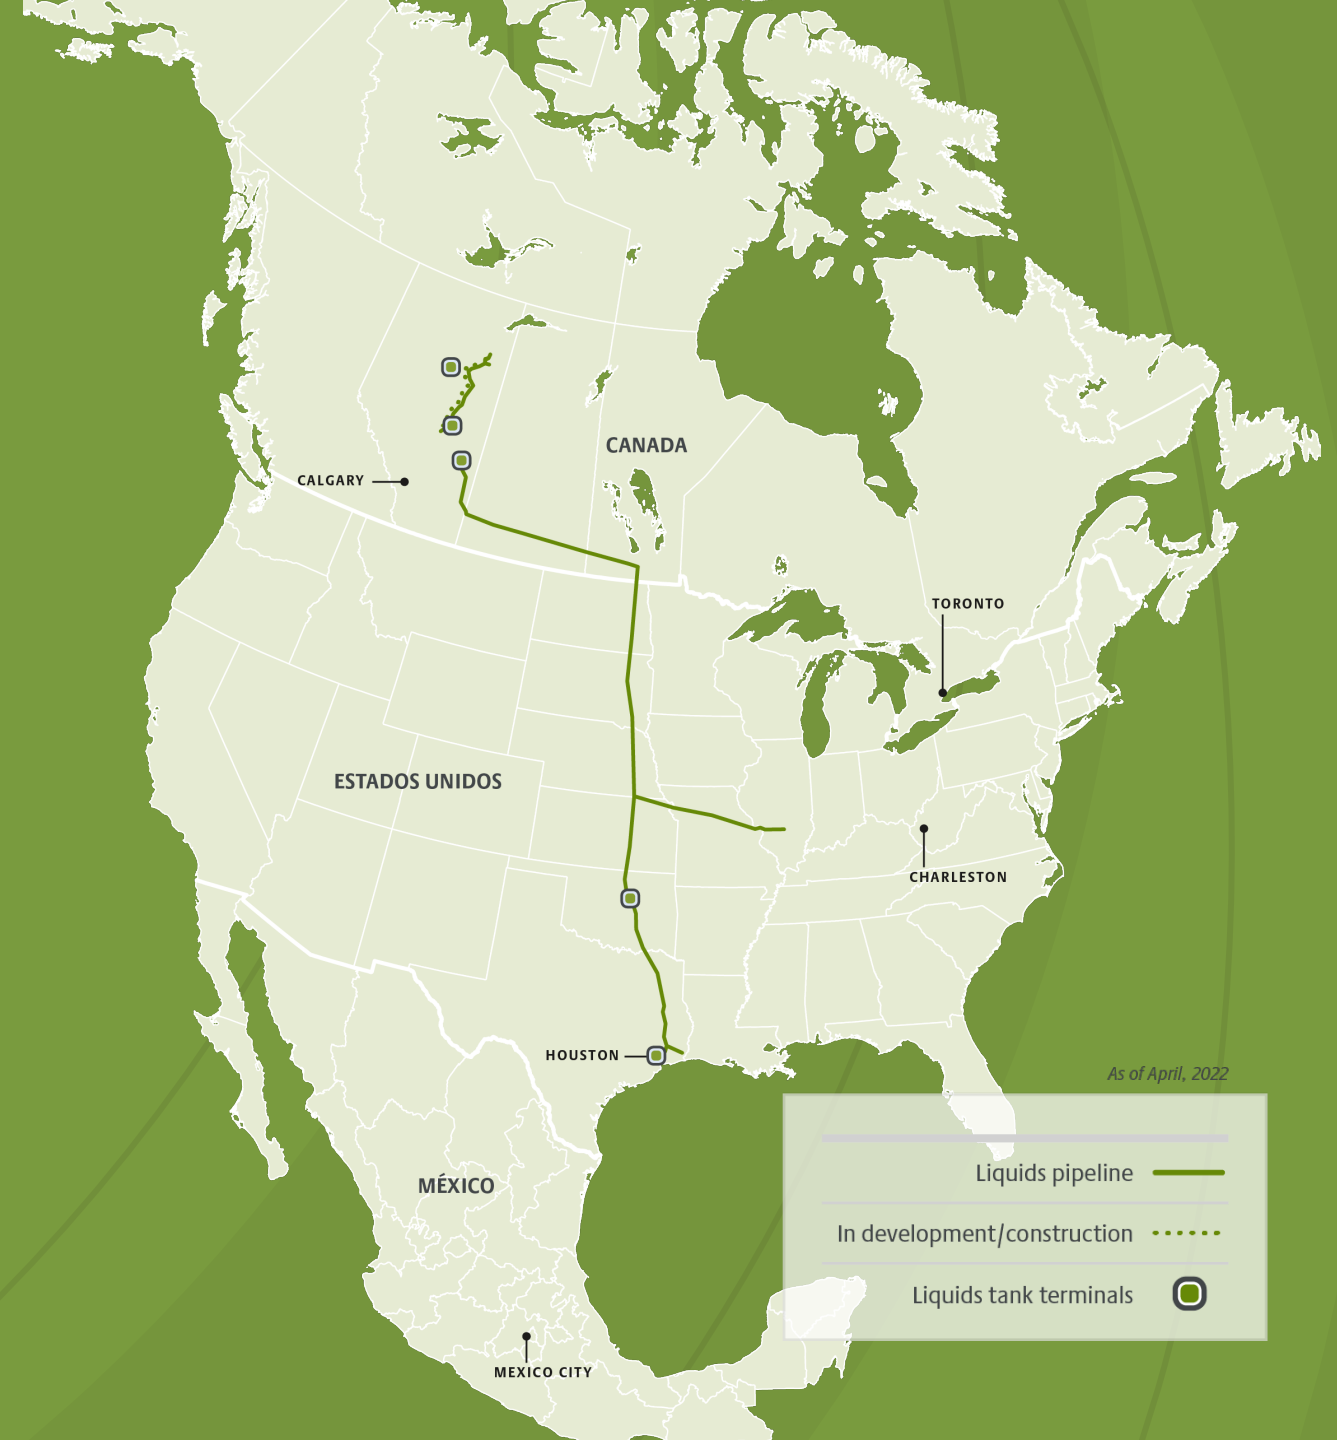 CANADA
CALGARY
TORONTO
ESTADOS UNIDOS
CHARLESTON
HOUSTON
As of April, 2022
Liquids pipeline
In development/construction
Liquids tank terminals
MÉXICO
MEXICO CITY